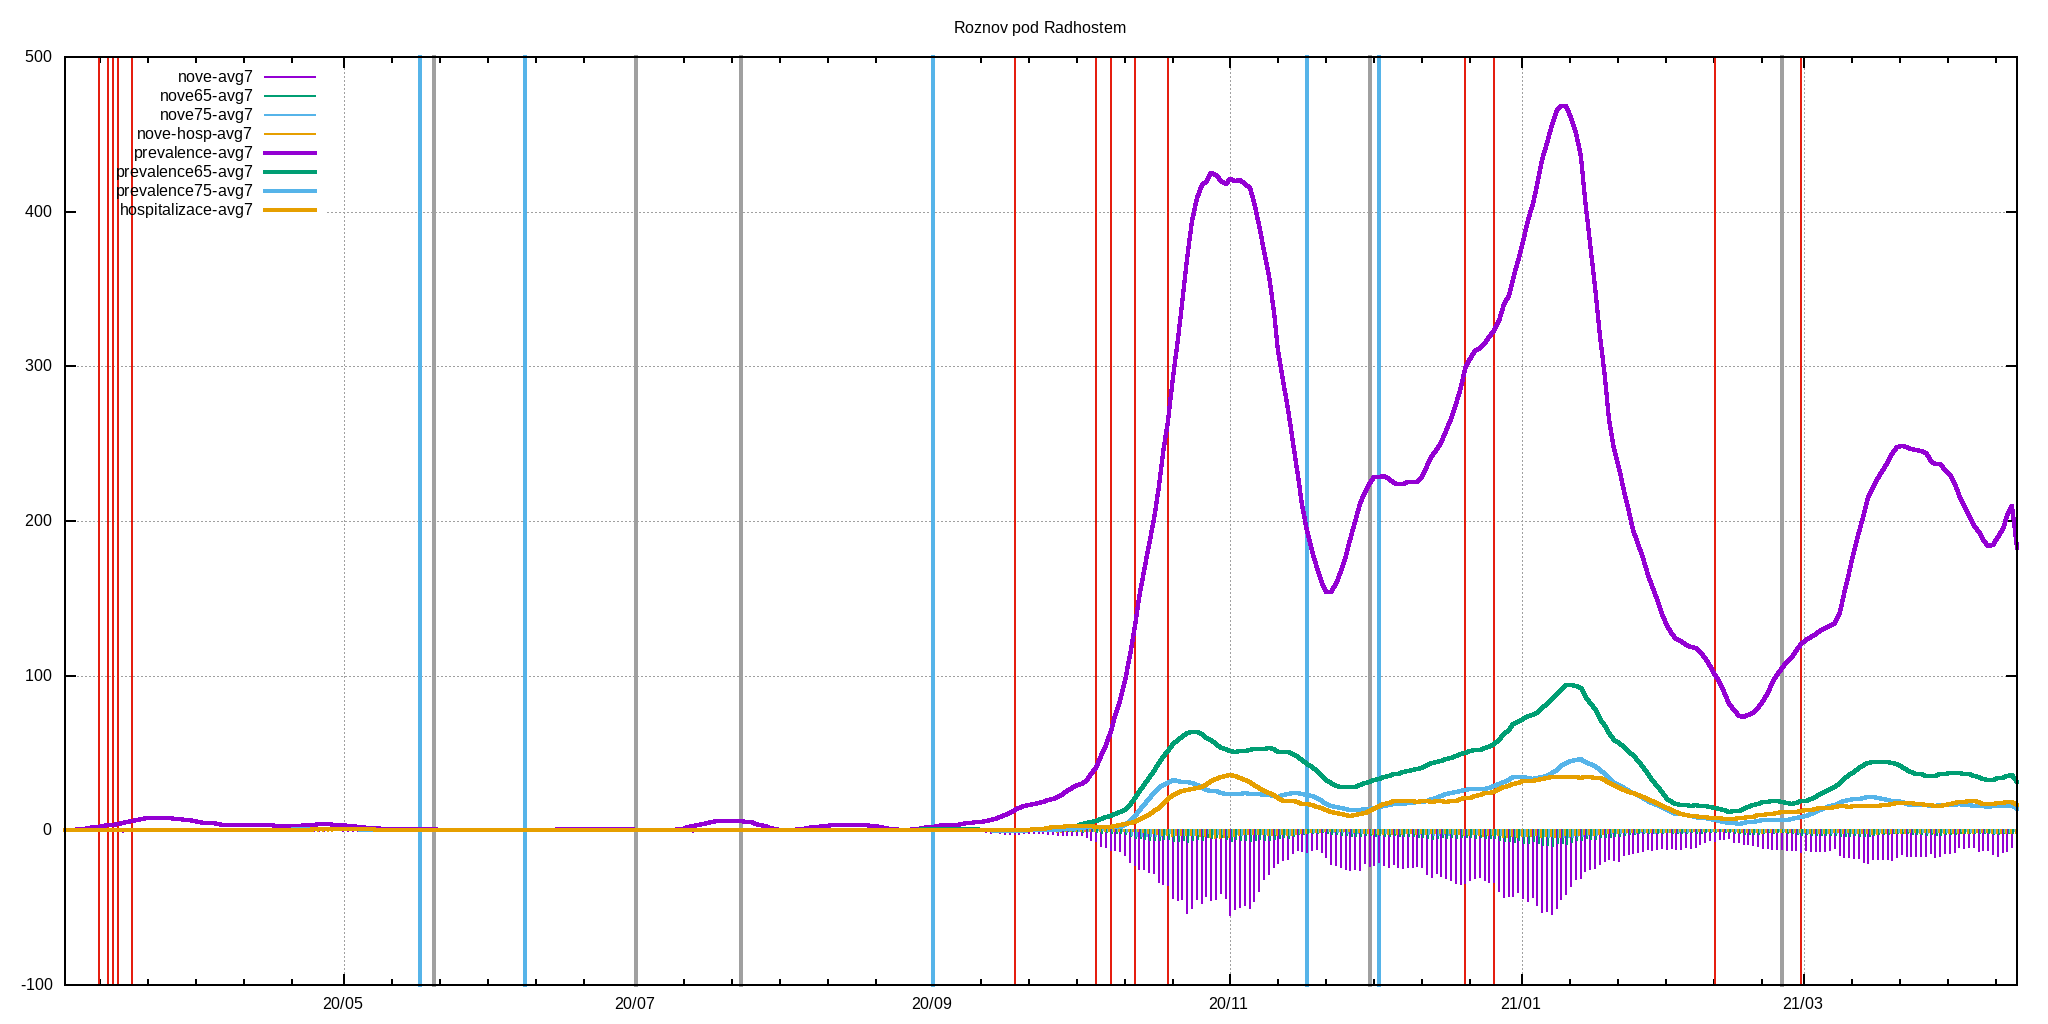 Roznov pod Radhostem
500
400
300
200
100
0
-100
nove-avg7
nove65-avg7
nove75-avg7
nove-hosp-avg7
prevalence-avg7
prevalence65-avg7
prevalence75-avg7
hospitalizace-avg7
20/05
20/07
20/09
20/11
21/01
21/03